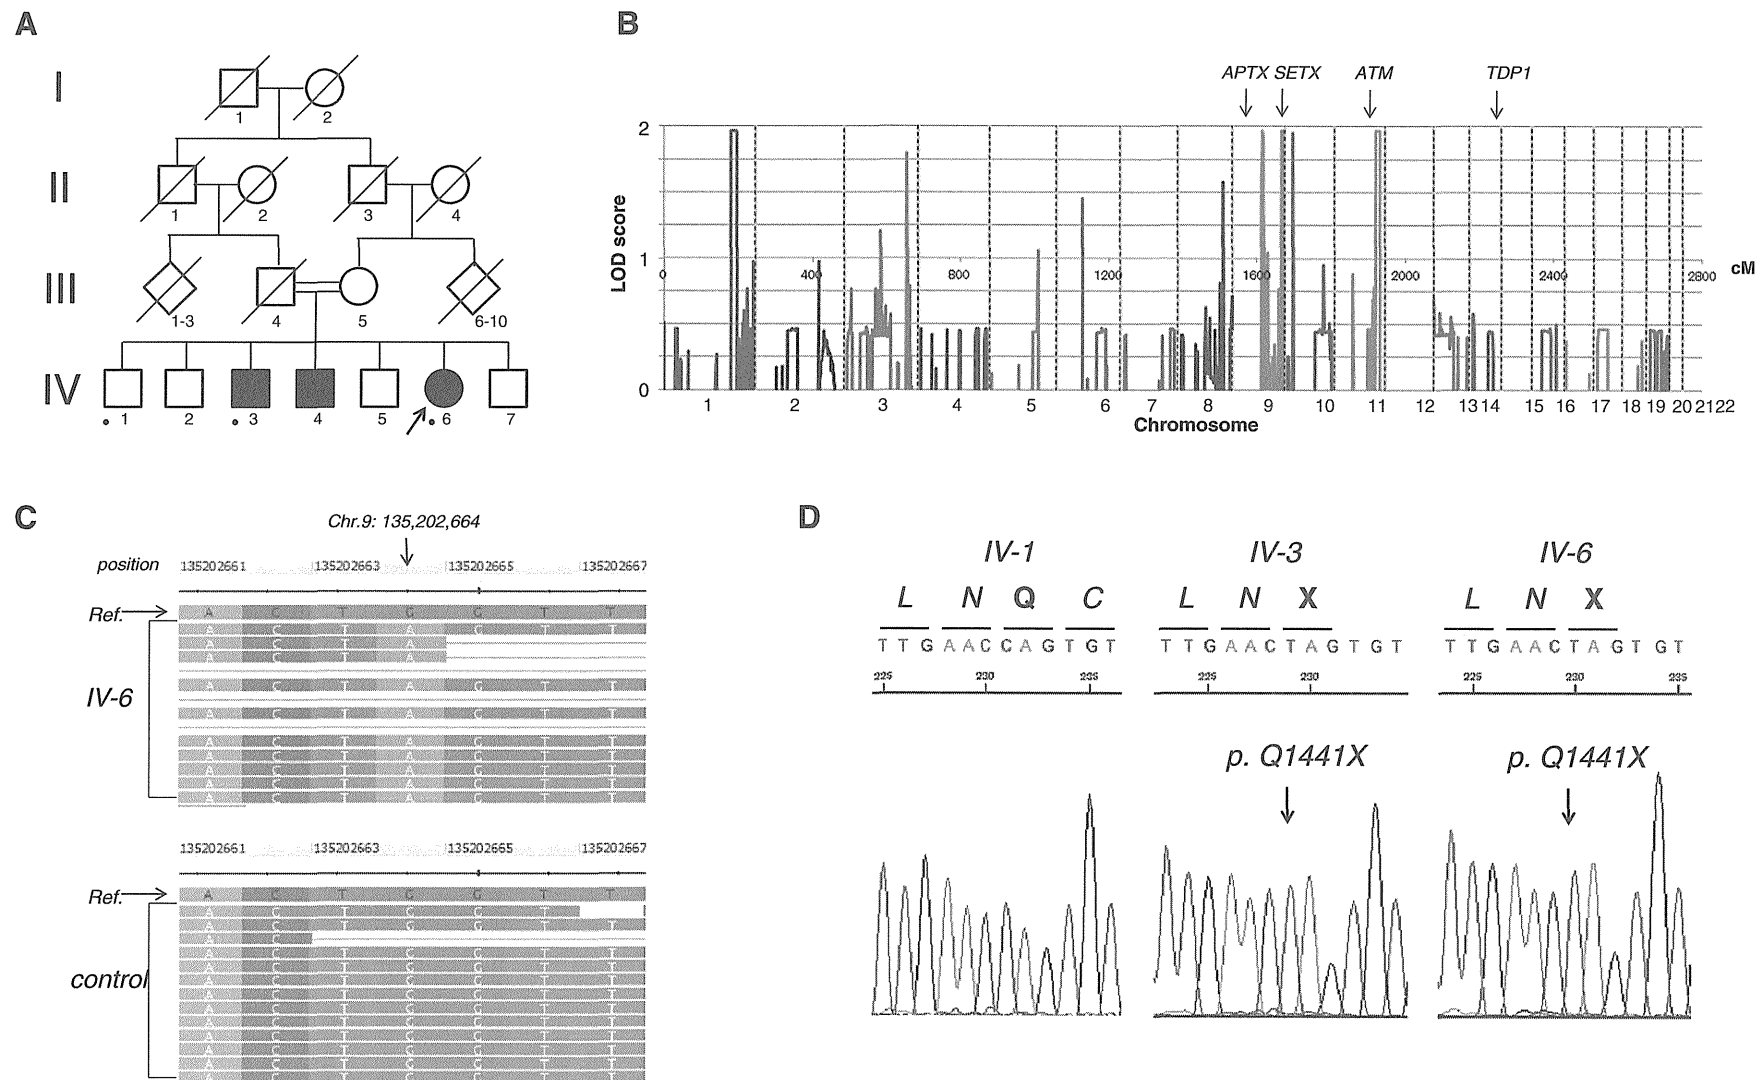 A
I
1 2
II
1 2 3 4
III
1-3 4 5 6-10
IV
1 2 3 4 5 6 7
B
APTX SETX ATM TDP1
LOD score
2
1
0
0 400 800 1200 1600 2000 2400 2800 cM
1 2 3 4 5 6 7 8 9 10 11 12 13 14 15 16 17 18 19 20 21 22
Chromosome
C
Chr.9: 135,202,664
position 135202661 135202663 135202665 135202667
Ref. A C T G G T T
A C T A G T T
A C T A
A C T A
A C T A G T T
IV-6
A C T A G T T
A C T A G T T
A C T A G T T
A C T A G T T
A C T A G T T
A C T A G T T
135202661 135202663 135202665 135202667
Ref. A C T G G T T
A C T G G T
A C T G G T T
A C
A C T G G T T
A C T G G T T
control
A C T G G T T
A C T G G T T
A C T G G T T
A C T G G T T
A C T G G T T
A C T G G T T
A C T G G T T
A C T G G T T
D
IV-1 IV-3 IV-6
L N Q C L N X L N X
T T G A A C C A G T G T T T G A A C T A G T G T T T G A A C T A G T G T
225 230 235 225 230 225 230 235
p. Q1441X p. Q1441X